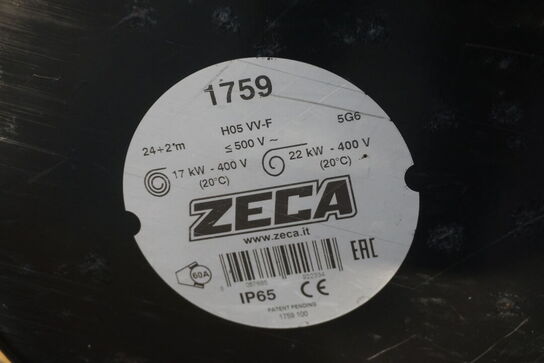 1759
H05 VV-F 5G6
24+2*m ≤ 500 V ~
17 kW - 400 V 22 kW - 400 V
(20°C) (20°C)
ZECA
www.zeca.it
60A
EAC
IP65 CE
PATENT PENDING
1759 100